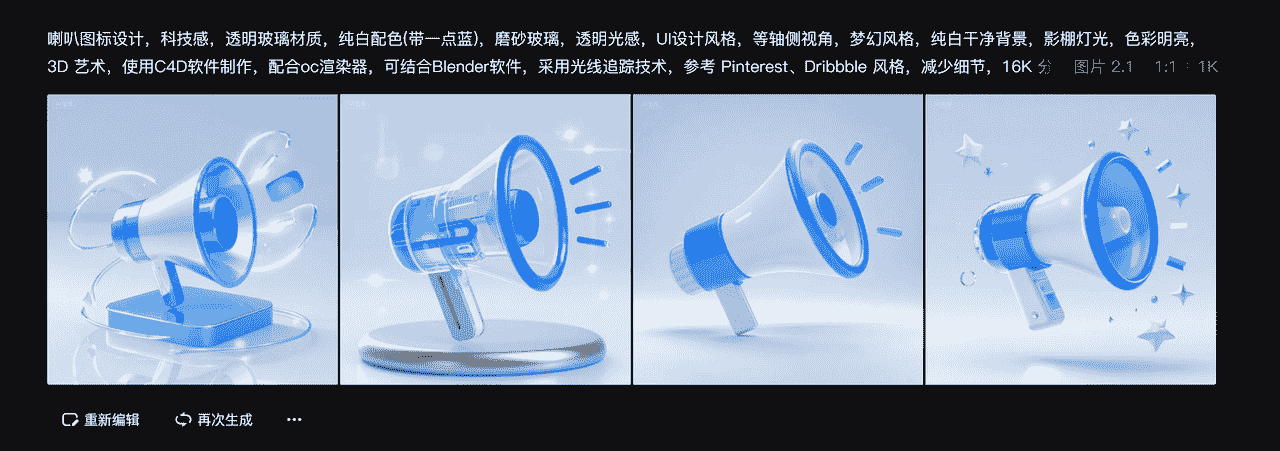 喇叭图标设计，科技感，透明玻璃材质，纯白配色(带一点蓝)，磨砂玻璃，透明光感，UI设计风格，等轴侧视角，梦幻风格，纯白干净背景，影棚灯光，色彩明亮，
3D 艺术，使用C4D软件制作，配合oc渲染器，可结合Blender软件，采用光线追踪技术，参考 Pinterest、Dribbble 风格，减少细节，16K 分 图片 2.1 1:1 1K
重新编辑 再次生成 •••